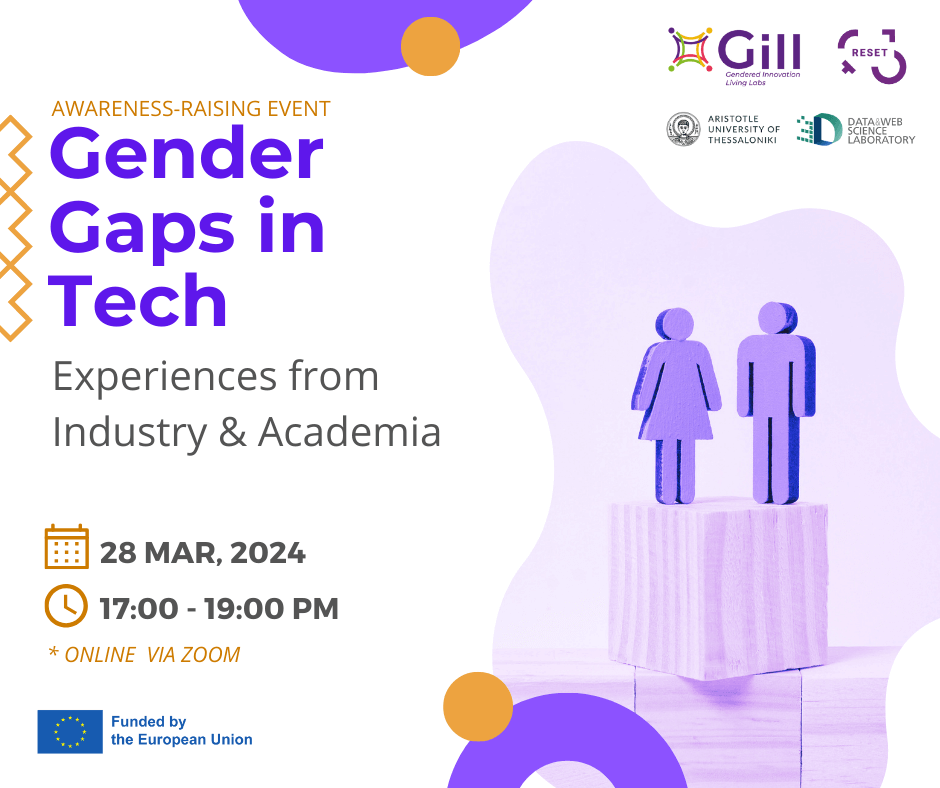 Gill
Gendered Innovation
Living Labs
RESET
ARISTOTLE
UNIVERSITY OF
THESSALONIKI
DATA&WEB
SCIENCE
LABORATORY
AWARENESS-RAISING EVENT
Gender
Gaps in
Tech
Experiences from
Industry & Academia
28 MAR, 2024
17:00 - 19:00 PM
* ONLINE VIA ZOOM
Funded by
the European Union